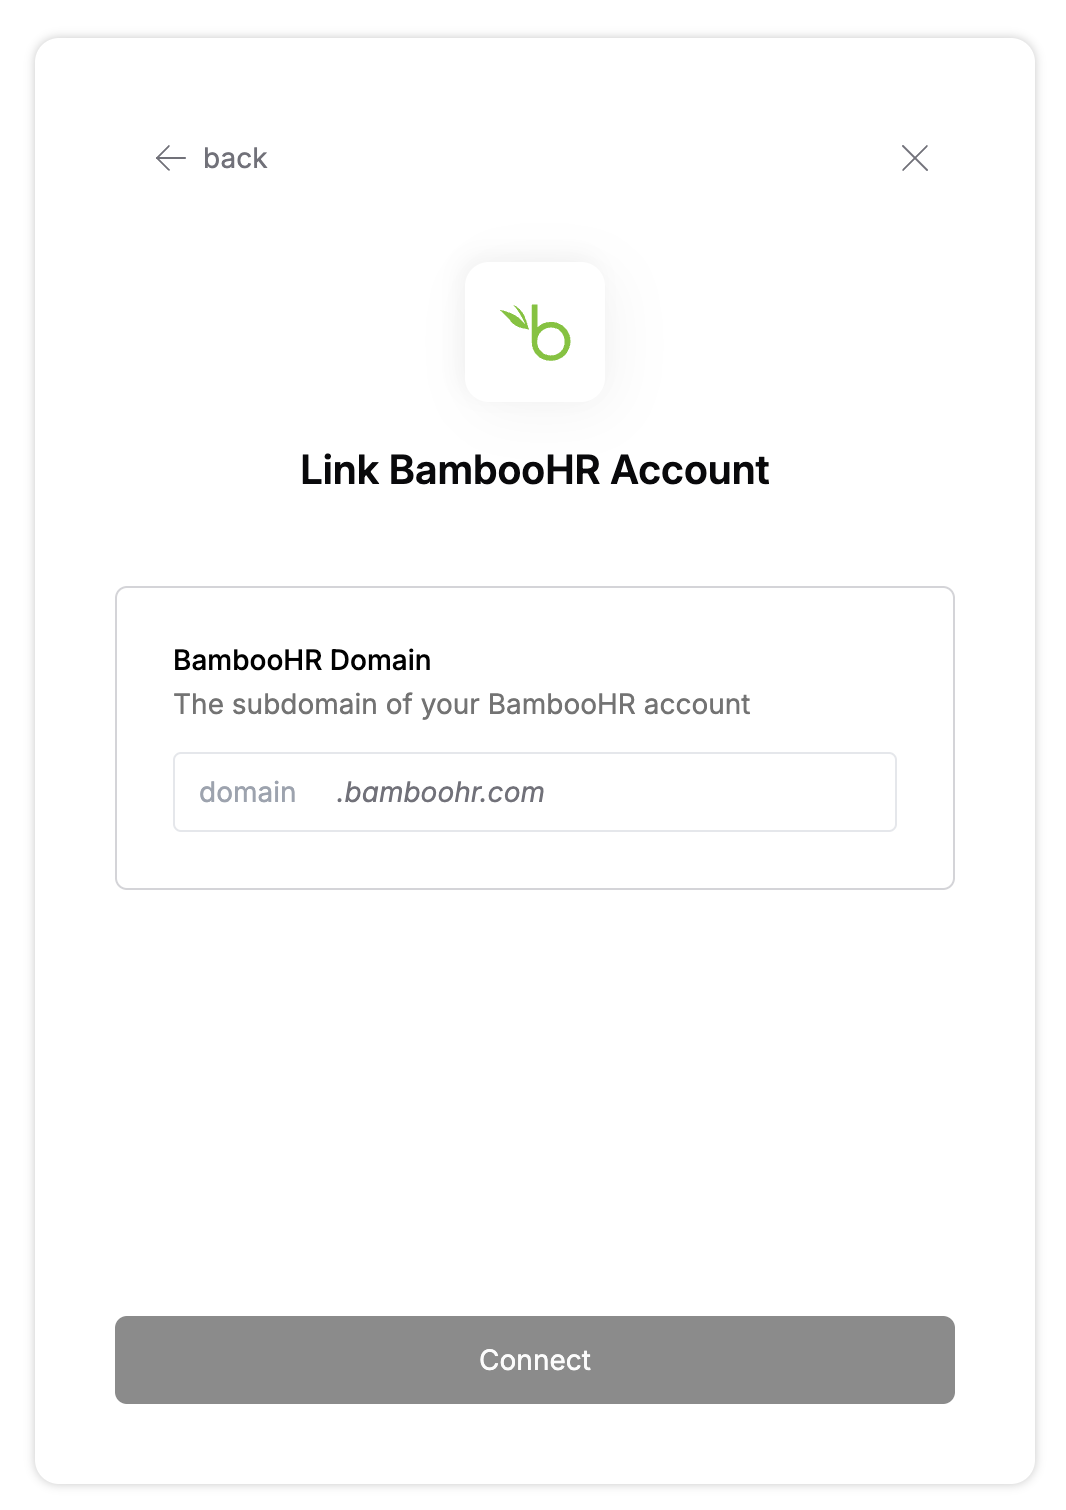 back
b
Link BambooHR Account
BambooHR Domain
The subdomain of your BambooHR account
domain .bamboohr.com
Connect